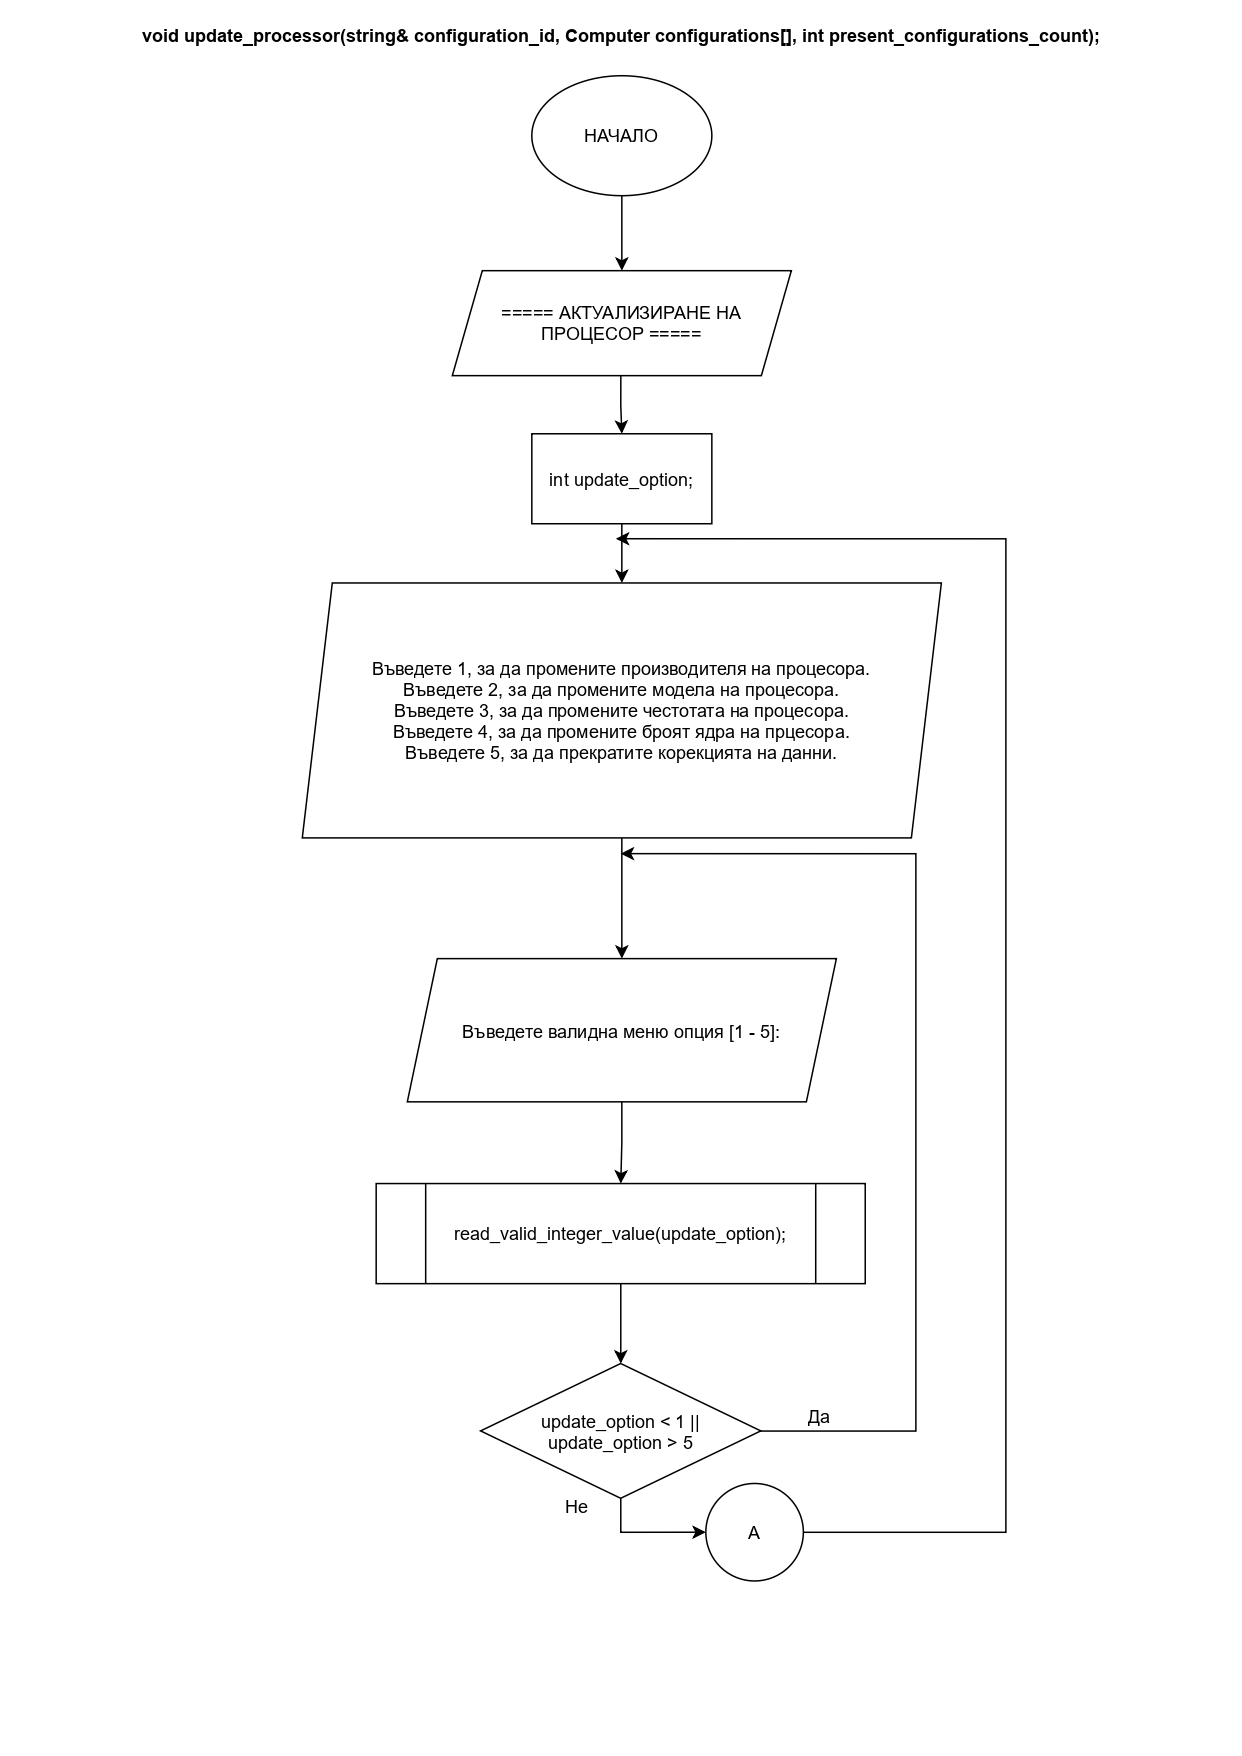 void update_processor(string& configuration_id, Computer configurations[], int present_configurations_count);
НАЧАЛО
===== АКТУАЛИЗИРАНЕ НА
ПРОЦЕСОР =====
int update_option;
Въведете 1, за да промените производителя на процесора.
Въведете 2, за да промените модела на процесора.
Въведете 3, за да промените честотата на процесора.
Въведете 4, за да промените броят ядра на прцесора.
Въведете 5, за да прекратите корекцията на данни.
Въведете валидна меню опция [1 - 5]:
read_valid_integer_value(update_option);
update_option < 1 ||
update_option > 5
Да
Не
А